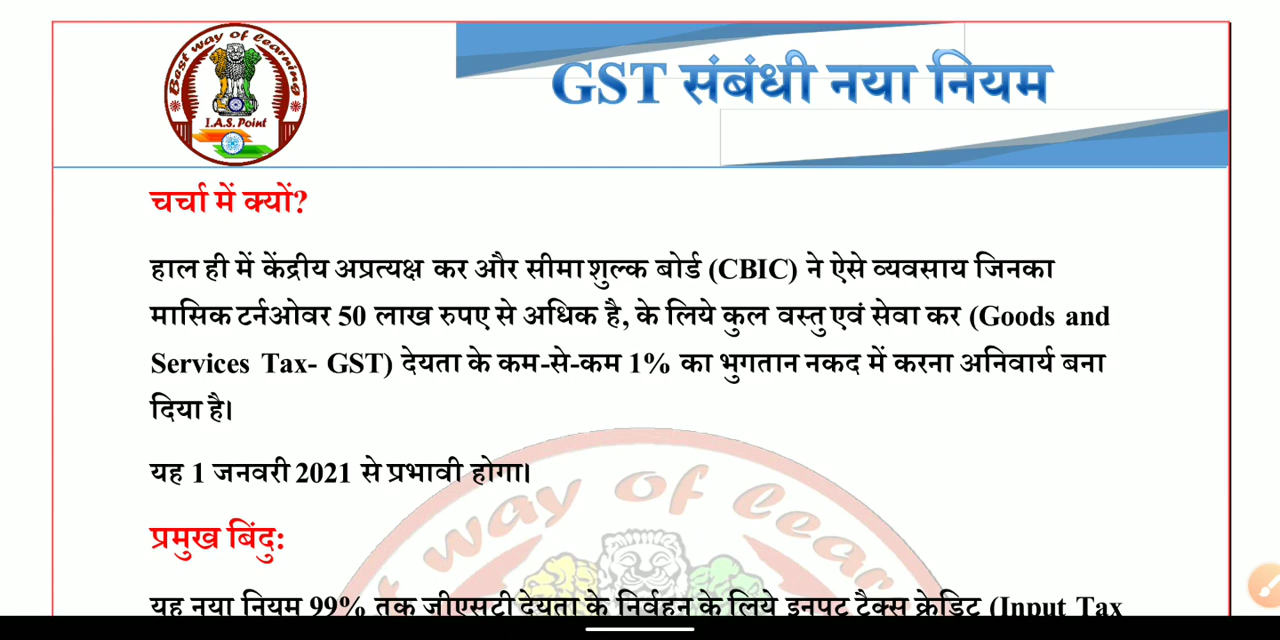 Best way of learning
I.A.S. Point
GST संबंधी नया नियम
चर्चा में क्यों?
हाल ही में केंद्रीय अप्रत्यक्ष कर और सीमा शुल्क बोर्ड (CBIC) ने ऐसे व्यवसाय जिनका
मासिक टर्नओवर 50 लाख रुपए से अधिक है, के लिये कुल वस्तु एवं सेवा कर (Goods and
Services Tax- GST) देयता के कम-से-कम 1% का भुगतान नकद में करना अनिवार्य बना
दिया है।
यह 1 जनवरी 2021 से प्रभावी होगा।
way of learn
प्रमुख बिंदु:
यह नया नियम 99% तक जीएसटी देयता के निर्वहन के लिये इनपुट टैक्स क्रेडिट (Input Tax